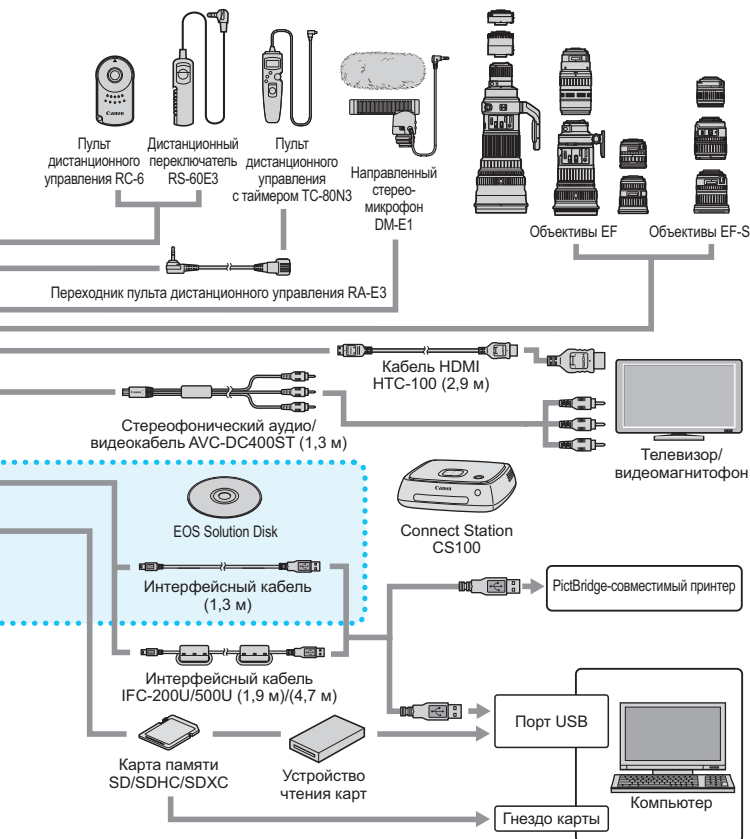 Canon
Пульт
дистанционного
управления RC-6
Дистанционный
переключатель
RS-60E3
Пульт
дистанционного
управления
с таймером TC-80N3
Направленный
стерео-
микрофон
DM-E1
Объективы EF
Объективы EF-S
Переходник пульта дистанционного управления RA-E3
Кабель HDMI
HTC-100 (2,9 м)
Стереофонический аудио/
видеокабель AVC-DC400ST (1,3 м)
Телевизор/
видеомагнитофон
EOS Solution Disk
Canon
Connect Station
CS100
Интерфейсный кабель
(1,3 м)
PictBridge-совместимый принтер
Интерфейсный кабель
IFC-200U/500U (1,9 м)/(4,7 м)
Порт USB
Карта памяти
SD/SDHC/SDXC
Устройство
чтения карт
Компьютер
Гнездо карты